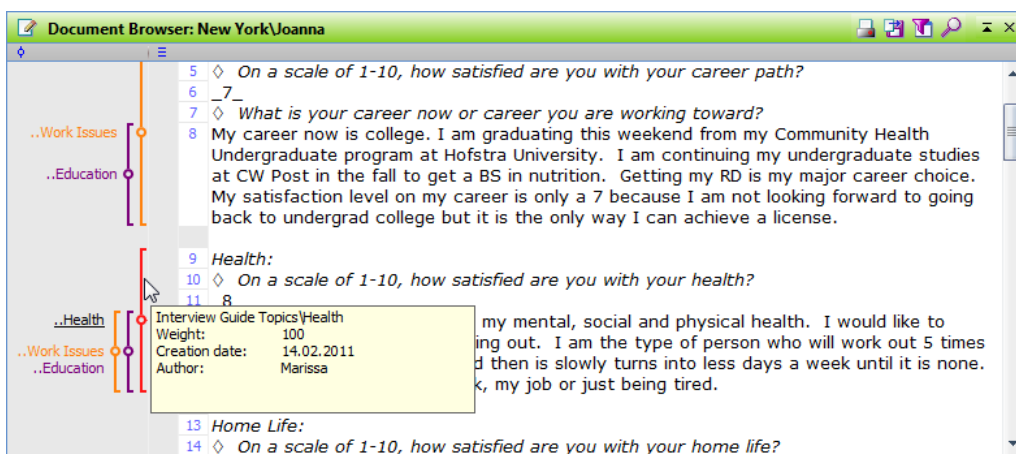 Document Browser: New York\Joanna
5 ◊ On a scale of 1-10, how satisfied are you with your career path?
6 _7_
7 ◊ What is your career now or career you are working toward?
..Work Issues
8 My career now is college. I am graduating this weekend from my Community Health
Undergraduate program at Hofstra University. I am continuing my undergraduate studies
..Education
at CW Post in the fall to get a BS in nutrition. Getting my RD is my major career choice.
My satisfaction level on my career is only a 7 because I am not looking forward to going
back to undergrad college but it is the only way I can achieve a license.
9 Health:
10 ◊ On a scale of 1-10, how satisfied are you with your health?
11 8
..Health
..Work Issues
..Education
Interview Guide Topics\Health
Weight: 100
Creation date: 14.02.2011
Author: Marissa
my mental, social and physical health. I would like to
ing out. I am the type of person who will work out 5 times
d then is slowly turns into less days a week until it is none.
, my job or just being tired.
13 Home Life:
14 ◊ On a scale of 1-10, how satisfied are you with your home life?